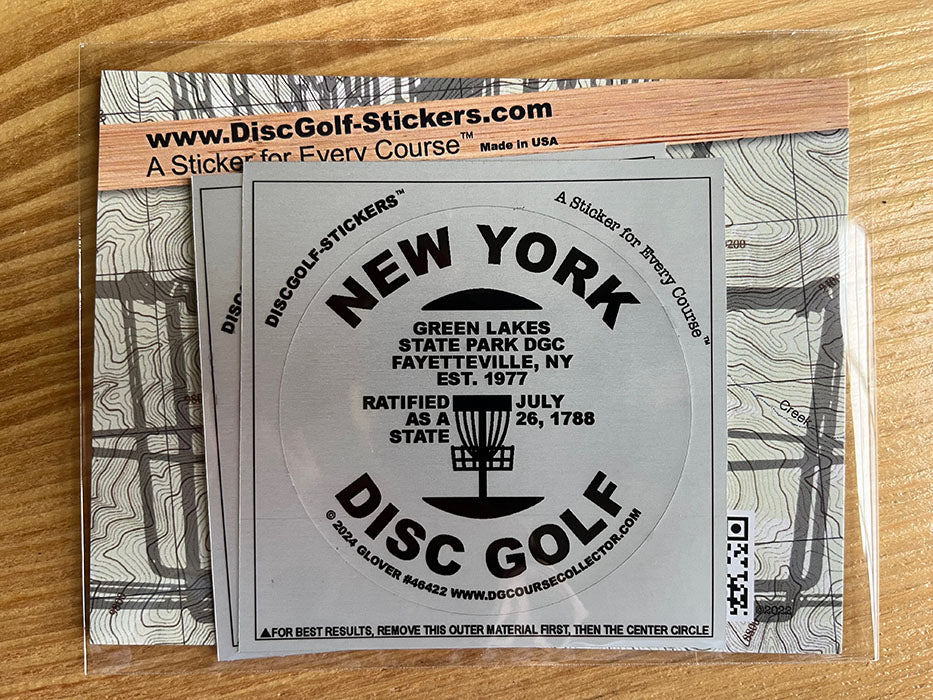 www.DiscGolf-Stickers.com
A Sticker for Every Course™ Made in USA
DISCGOLF-STICKERS™
A Sticker for Every Course™
NEW YORK
GREEN LAKES
STATE PARK DGC
FAYETTEVILLE, NY
EST. 1977
RATIFIED
AS A
STATE
JULY
26, 1788
DISC GOLF
© 2024 GLOVER #46422 WWW.DGCOURSECOLLECTOR.COM
▲FOR BEST RESULTS, REMOVE THIS OUTER MATERIAL FIRST, THEN THE CENTER CIRCLE
DIS
Creek
©2022